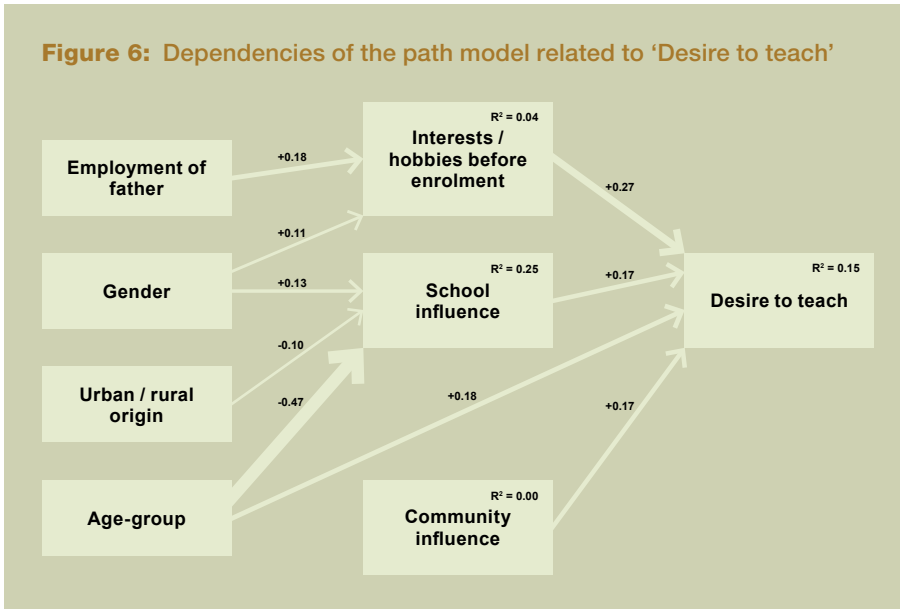 Figure 6: Dependencies of the path model related to ‘Desire to teach’
Employment of
father
+0.18
R² = 0.04
Interests /
hobbies before
enrolment
+0.27
+0.11
Gender
+0.13
R² = 0.25
School
influence
+0.17
R² = 0.15
Desire to teach
-0.10
Urban / rural
origin
-0.47
+0.18
+0.17
Age-group
R² = 0.00
Community
influence